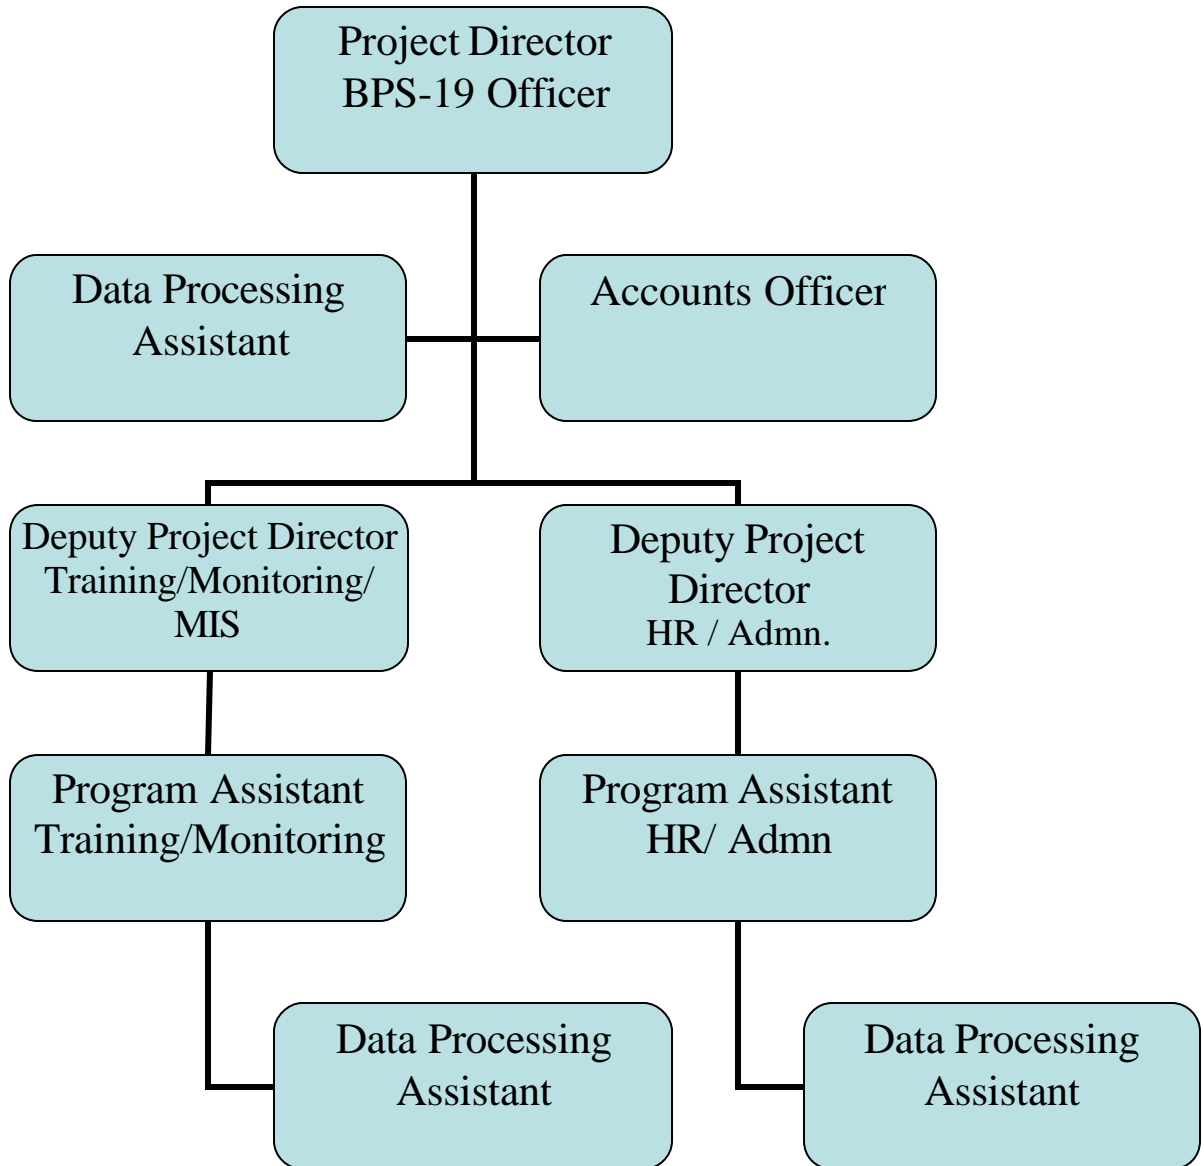 Project Director
BPS-19 Officer
Data Processing
Assistant
Accounts Officer
Deputy Project Director
Training/Monitoring/
MIS
Deputy Project
Director
HR / Admn.
Program Assistant
Training/Monitoring
Program Assistant
HR/ Admn
Data Processing
Assistant
Data Processing
Assistant